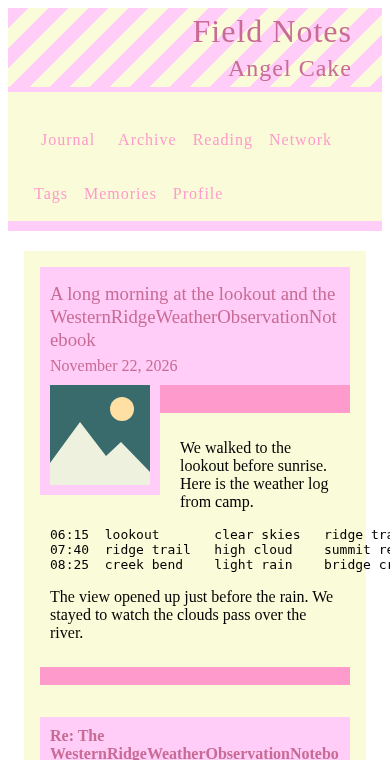 Field Notes
Angel Cake
Journal Archive Reading Network
Tags Memories Profile
A long morning at the lookout and the
WesternRidgeWeatherObservationNot
ebook
November 22, 2026
We walked to the
lookout before sunrise.
Here is the weather log
from camp.
06:15 lookout clear skies ridge
07:40 ridge trail high cloud summit
08:25 creek bend light rain bridge
The view opened up just before the rain. We
stayed to watch the clouds pass over the
river.
Re: The
WesternRidgeWeatherObservationNotebo